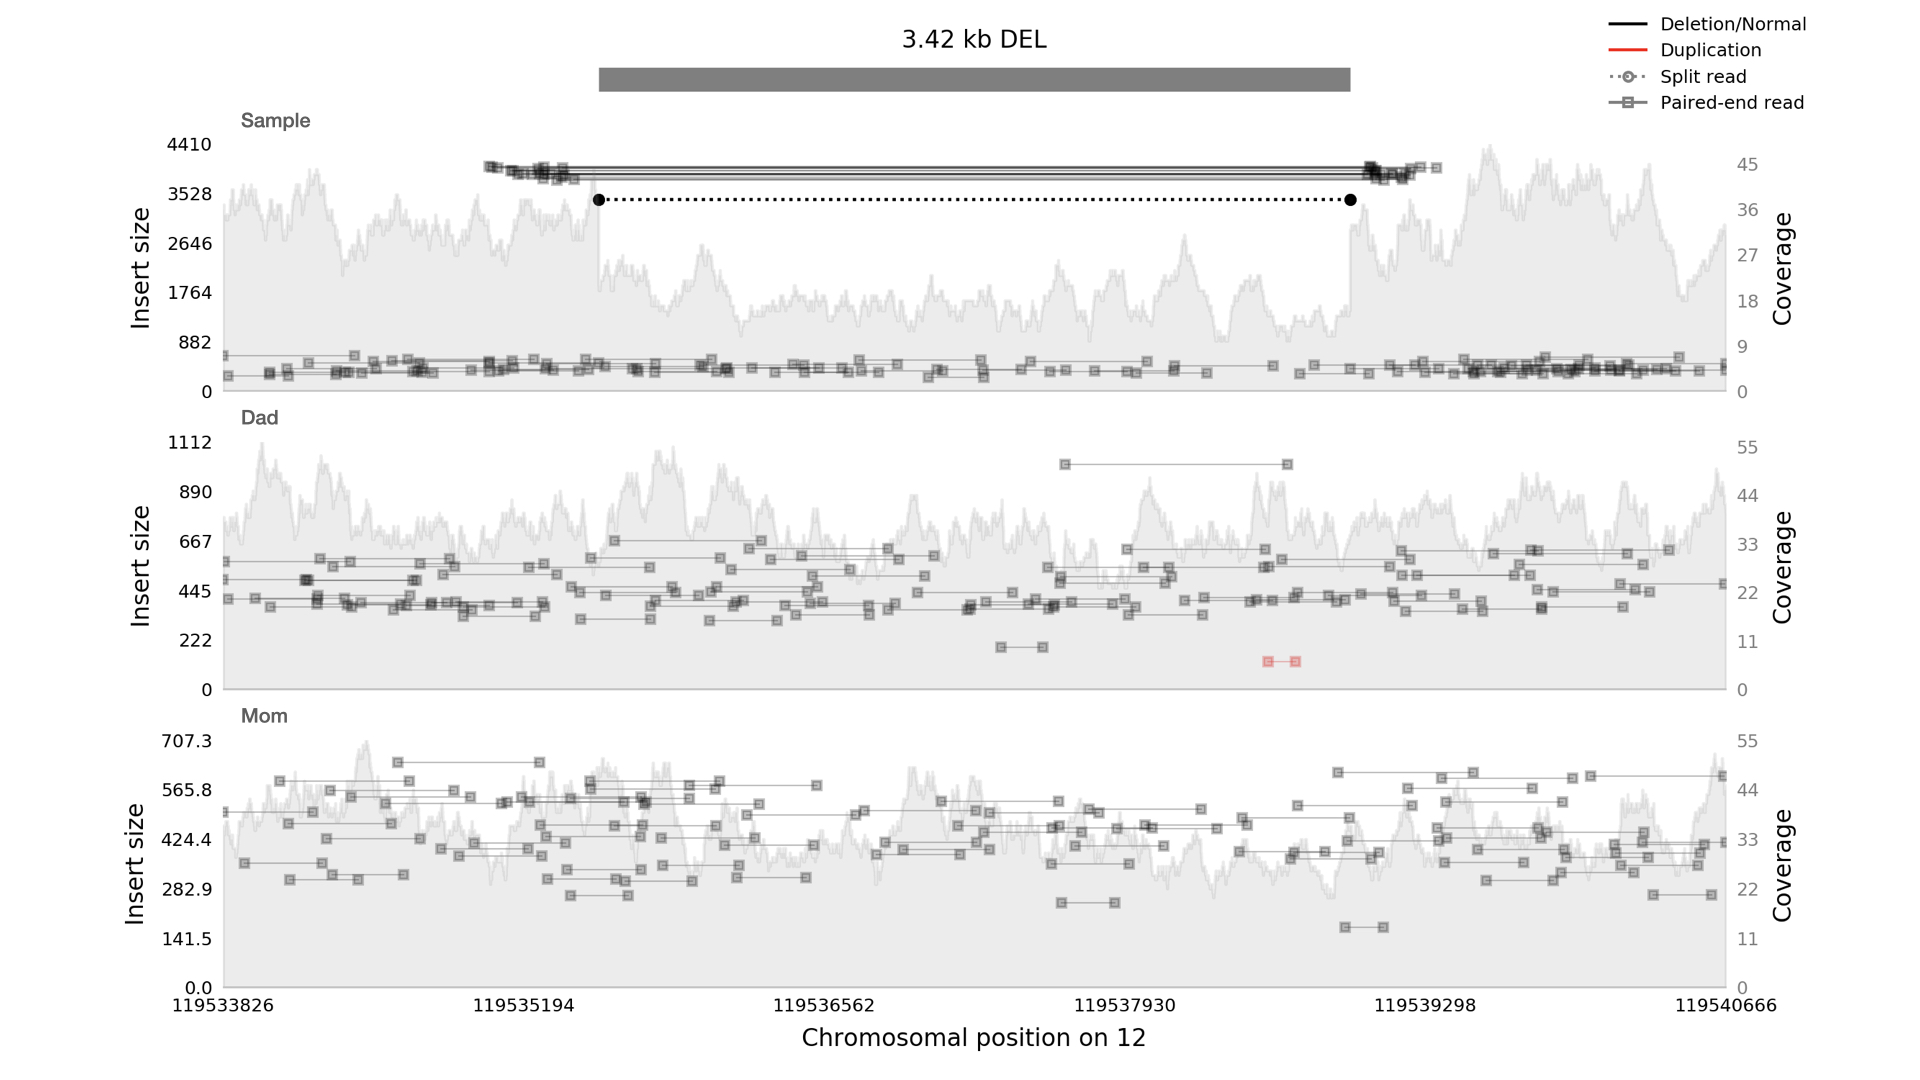 3.42 kb DEL
Deletion/Normal
Duplication
Split read
Paired-end read
Sample
4410
3528
2646
1764
882
0
Insert size
45
36
27
18
9
0
Coverage
Dad
1112
890
667
445
222
0
Insert size
55
44
33
22
11
0
Coverage
Mom
707.3
565.8
424.4
282.9
141.5
0.0
Insert size
55
44
33
22
11
0
Coverage
119533826 119535194 119536562 119537930 119539298 119540666
Chromosomal position on 12